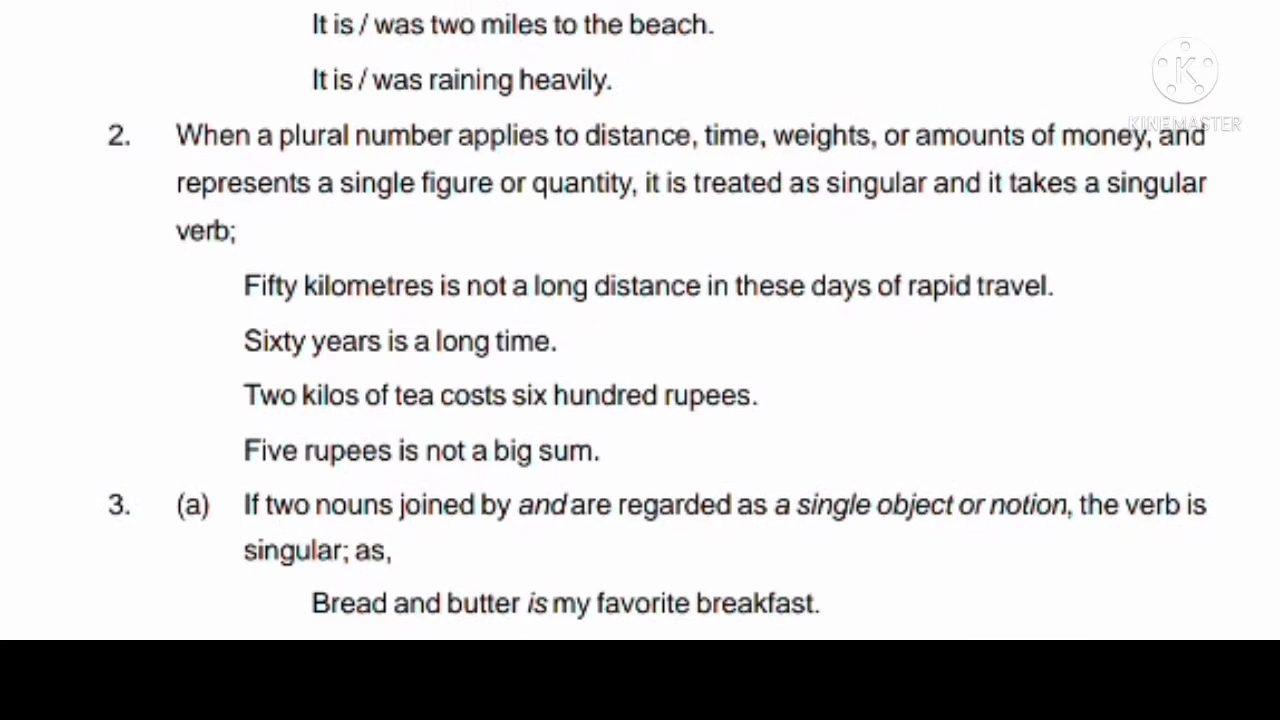 It is / was two miles to the beach.
It is / was raining heavily.
KINEMASTER
2. When a plural number applies to distance, time, weights, or amounts of money, and
represents a single figure or quantity, it is treated as singular and it takes a singular
verb;
Fifty kilometres is not a long distance in these days of rapid travel.
Sixty years is a long time.
Two kilos of tea costs six hundred rupees.
Five rupees is not a big sum.
3. (a) If two nouns joined by and are regarded as a single object or notion, the verb is
singular; as,
Bread and butter is my favorite breakfast.